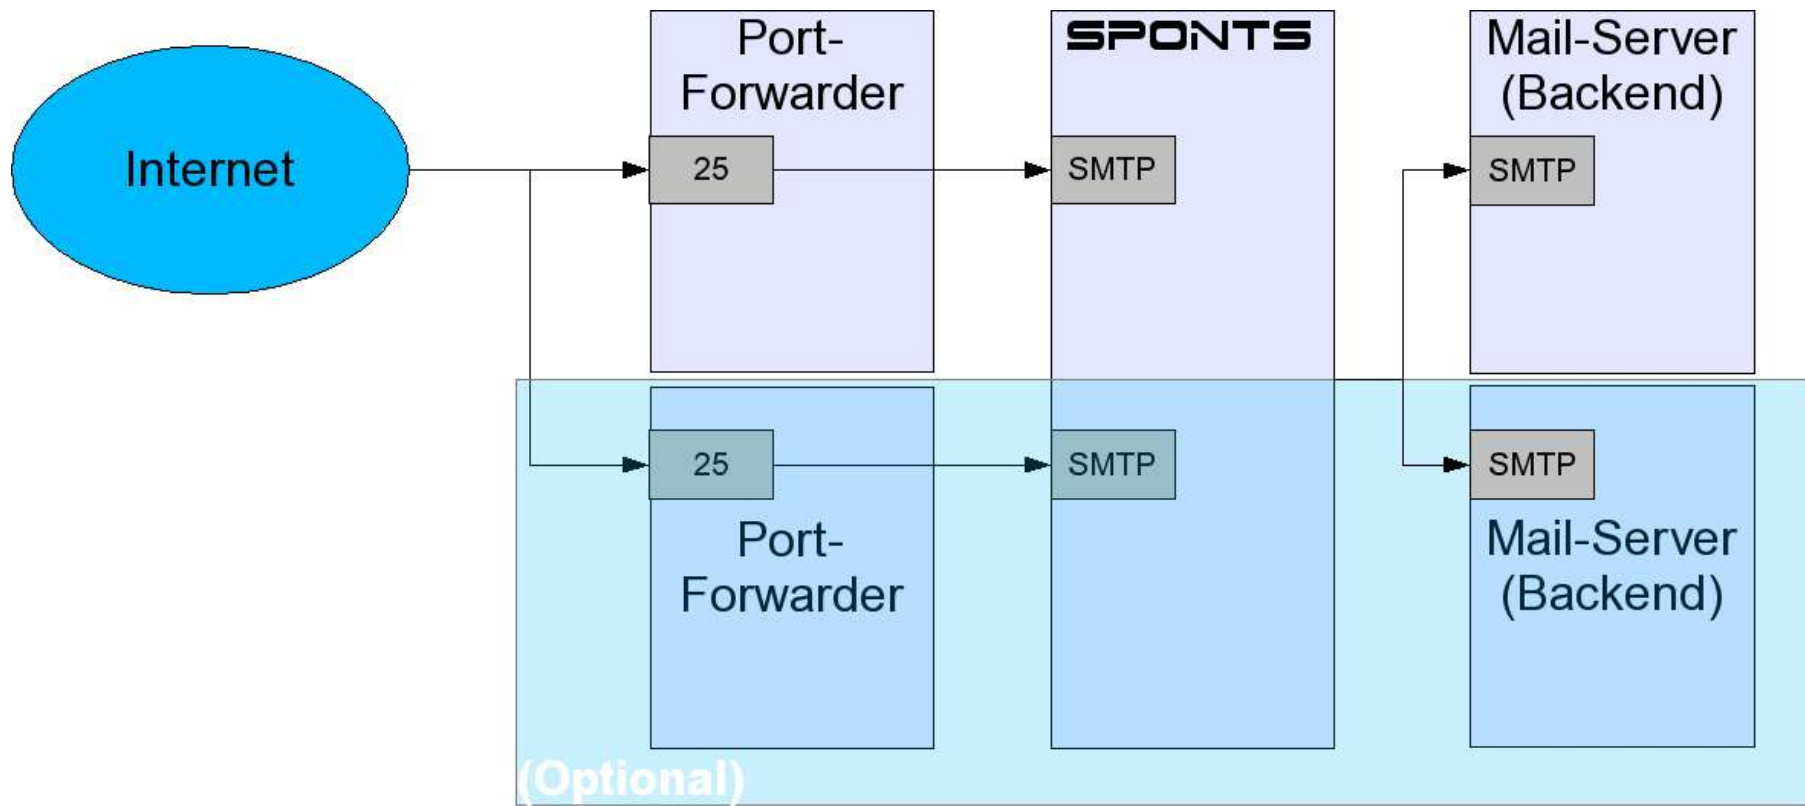 Port-
Forwarder
SPONTS
Mail-Server
(Backend)
Internet
25
SMTP
SMTP
25
SMTP
SMTP
Port-
Forwarder
Mail-Server
(Backend)
(Optional)